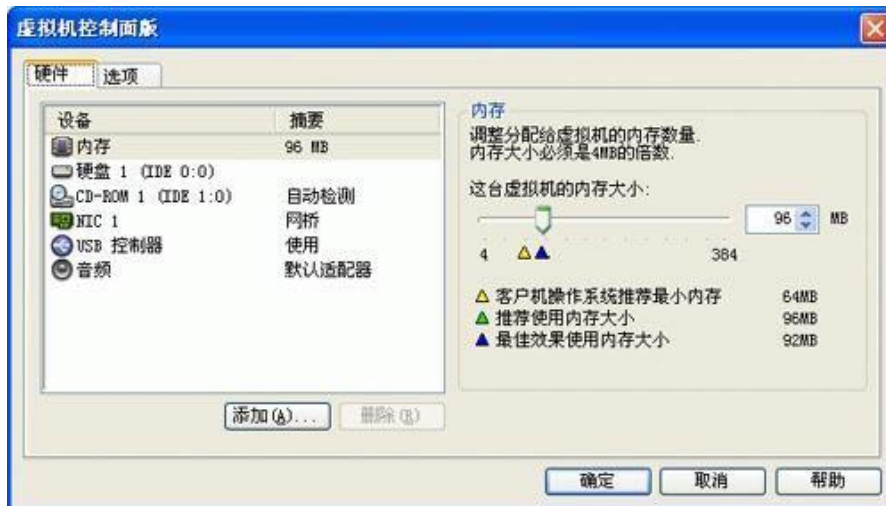 虚拟机控制面版
硬件 选项
设备 摘要
内存 96 MB
硬盘 1 (IDE 0:0)
CD-ROM 1 (IDE 1:0) 自动检测
NIC 1 网桥
USB 控制器 使用
音频 默认适配器
添加(A)... 删除(R)
内存
调整分配给虚拟机的内存数量.
内存大小必须是4MB的倍数.
这台虚拟机的内存大小:
96 MB
4 384
客户机操作系统推荐最小内存 64MB
推荐使用内存大小 96MB
最佳效果使用内存大小 92MB
确定 取消 帮助